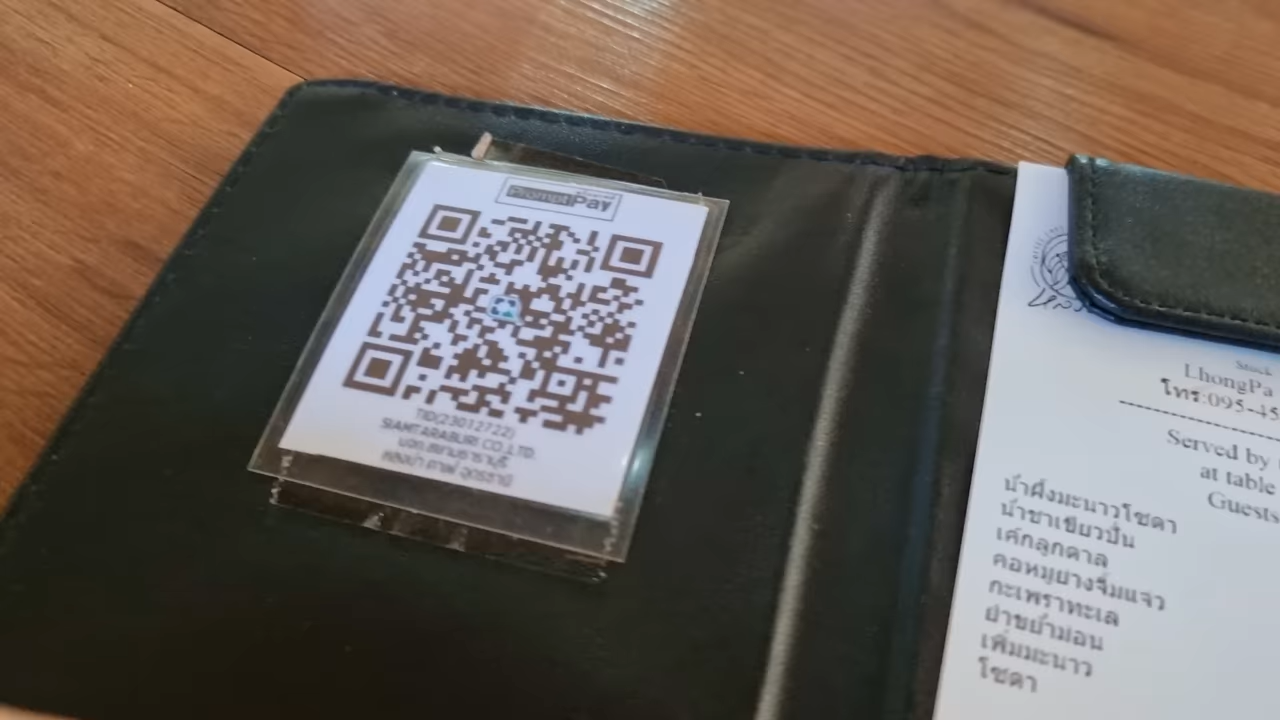 PromptPay
TID(23012722)
SIAMTARABURI CO.,LTD.
บจก.สยามธาราบุรี
หลงป่า คาเฟ่ อุดรธานี
Stock
LhongPa
โทร:095-45
Served by
at table
Guests
น้ำผึ้งมะนาวโซดา
น้ำชาเขียวปั่น
เค้กลูกตาล
คอหมูย่างจิ้มแจ่ว
กะเพราทะเล
ยำขย้ำม่อน
เพิ่มมะนาว
โซดา